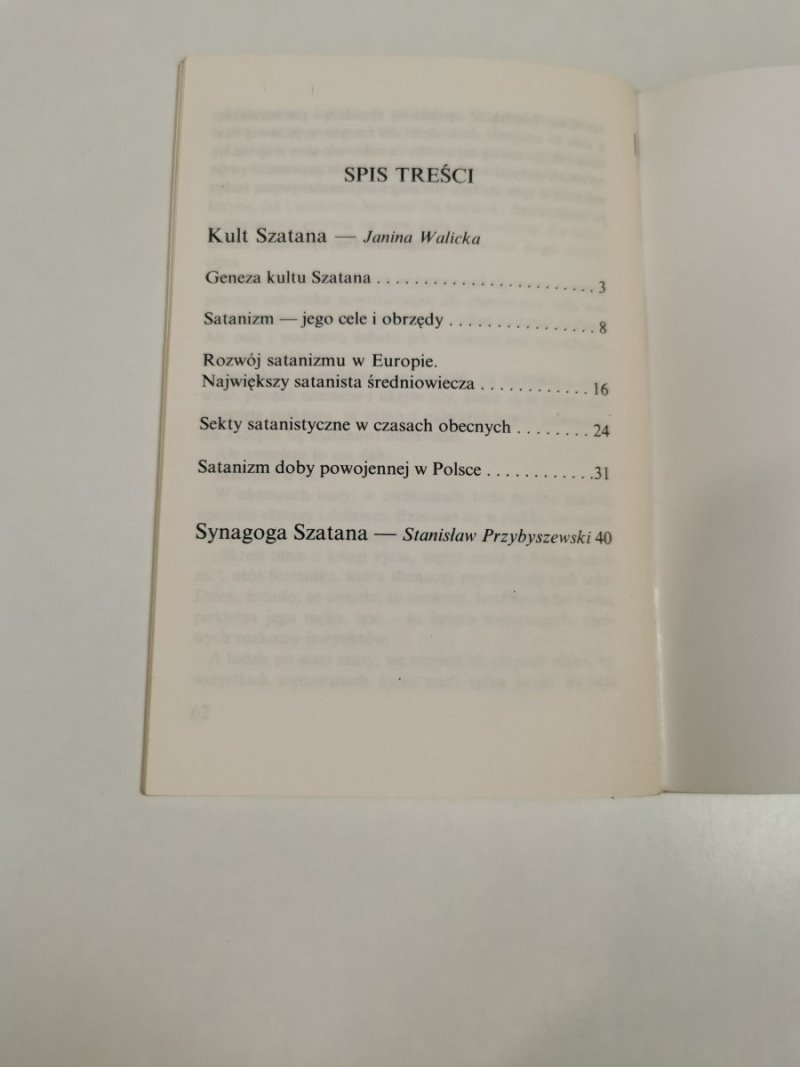 SPIS TREŚCI
Kult Szatana — Janina Walicka
Geneza kultu Szatana . . . . . . . . . . . . . . . . . . . . . . . 3
Satanizm — jego cele i obrzędy . . . . . . . . . . . . . . . . 8
Rozwój satanizmu w Europie.
Największy satanista średniowiecza . . . . . . . . . . . . 16
Sekty satanistyczne w czasach obecnych . . . . . . . . 24
Satanizm doby powojennej w Polsce . . . . . . . . . . . .31
Synagoga Szatana — Stanisław Przybyszewski 40
62